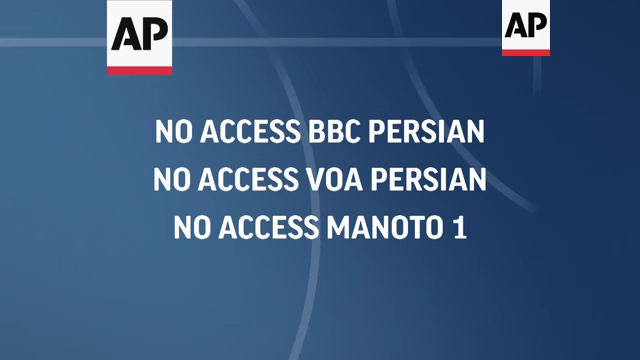 AP
AP
NO ACCESS BBC PERSIAN
NO ACCESS VOA PERSIAN
NO ACCESS MANOTO 1